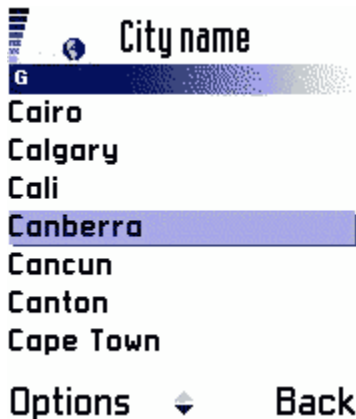 City name
G
Cairo
Calgary
Cali
Canberra
Cancun
Canton
Cape Town
Options Back